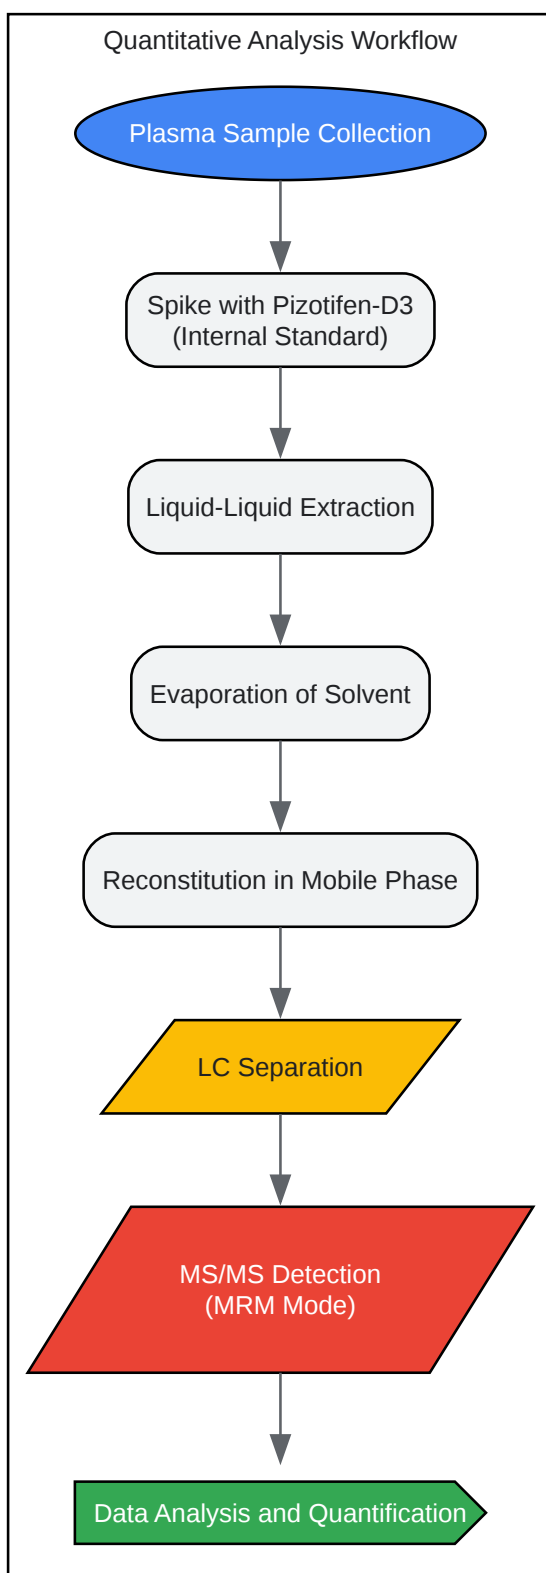 Quantitative Analysis Workflow
Plasma Sample Collection
Spike with Pizotifen-D3
(Internal Standard)
Liquid-Liquid Extraction
Evaporation of Solvent
Reconstitution in Mobile Phase
LC Separation
MS/MS Detection
(MRM Mode)
Data Analysis and Quantification